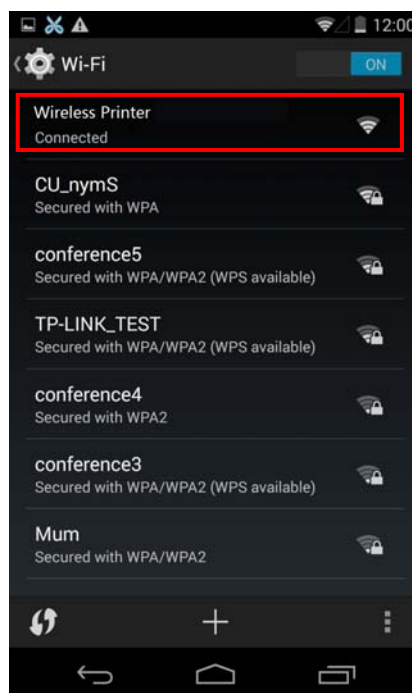 12:00
Wi-Fi
ON
Wireless Printer
Connected
CU_nymS
Secured with WPA
conference5
Secured with WPA/WPA2 (WPS available)
TP-LINK_TEST
Secured with WPA/WPA2 (WPS available)
conference4
Secured with WPA2
conference3
Secured with WPA/WPA2 (WPS available)
Mum
Secured with WPA/WPA2